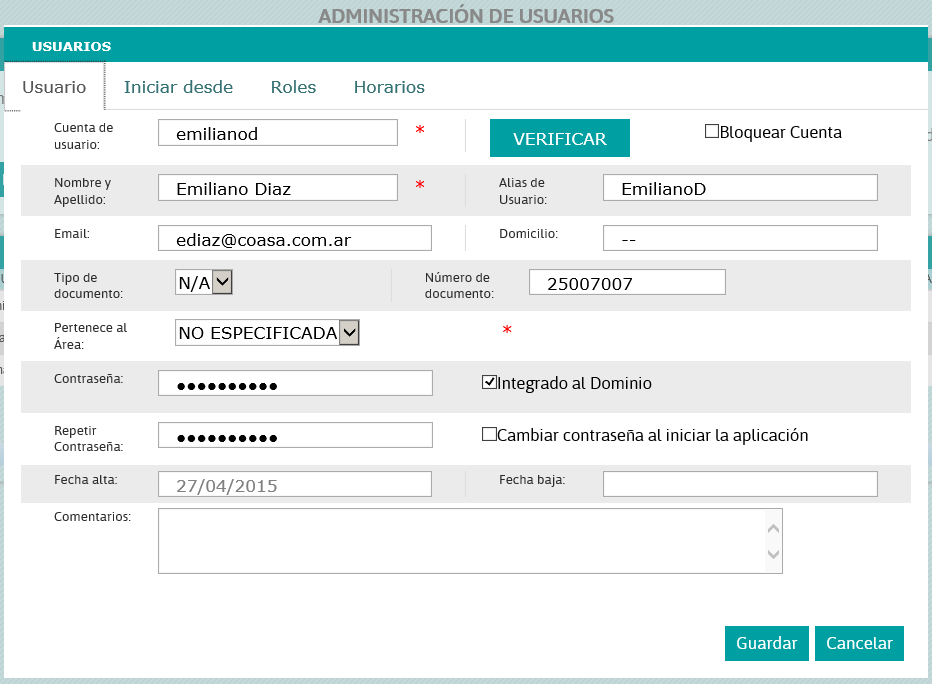 ADMINISTRACIÓN DE USUARIOS
USUARIOS
Usuario Iniciar desde Roles Horarios
Cuenta de usuario: emilianod * VERIFICAR Bloquear Cuenta
Nombre y Apellido: Emiliano Diaz * Alias de Usuario: EmilianoD
Email: ediaz@coasa.com.ar Domicilio: --
Tipo de documento: N/A Número de documento: 25007007
Pertenece al Área: NO ESPECIFICADA *
Contraseña: •••••••••• Integrado al Dominio
Repetir Contraseña: •••••••••• Cambiar contraseña al iniciar la aplicación
Fecha alta: 27/04/2015 Fecha baja:
Comentarios:
Guardar Cancelar